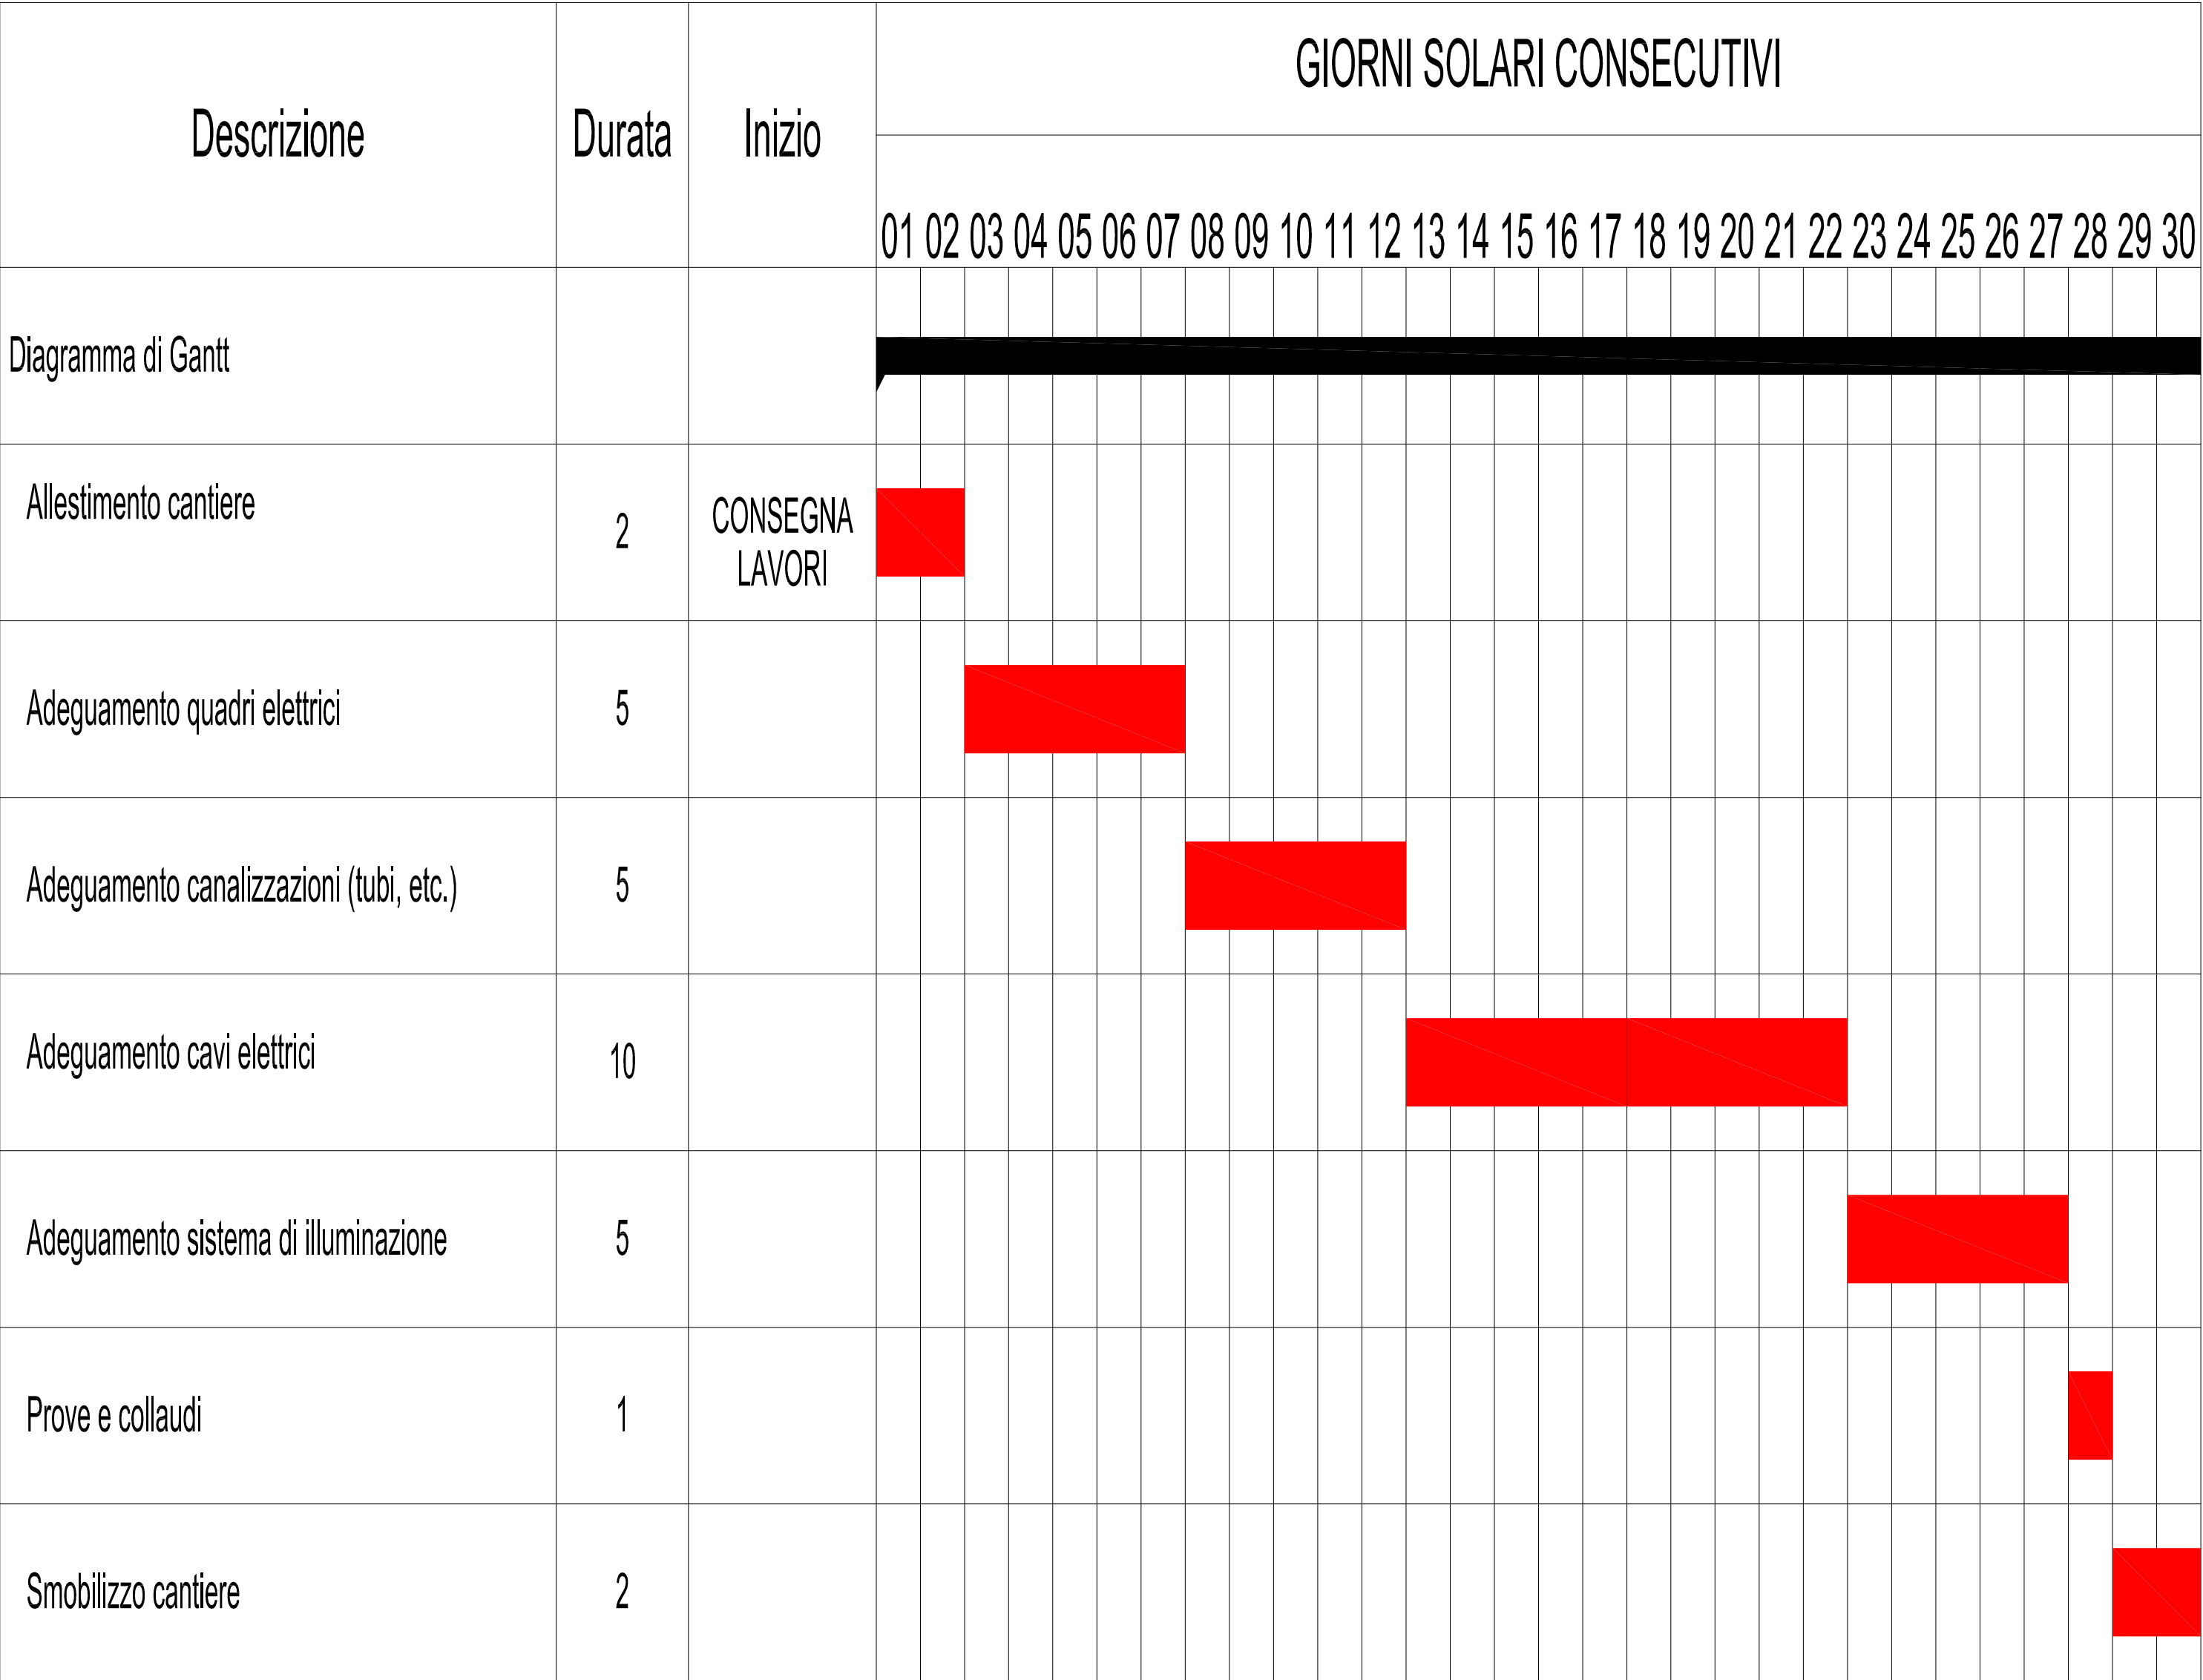 GIORNI SOLARI CONSECUTIVI
Descrizione Durata Inizio
01 02 03 04 05 06 07 08 09 10 11 12 13 14 15 16 17 18 19 20 21 22 23 24 25 26 27 28 29 30
Diagramma di Gantt
Allestimento cantiere 2 CONSEGNA
LAVORI
Adeguamento quadri elettrici 5
Adeguamento canalizzazioni (tubi, etc.) 5
Adeguamento cavi elettrici 10
Adeguamento sistema di illuminazione 5
Prove e collaudi 1
Smobilizzo cantiere 2